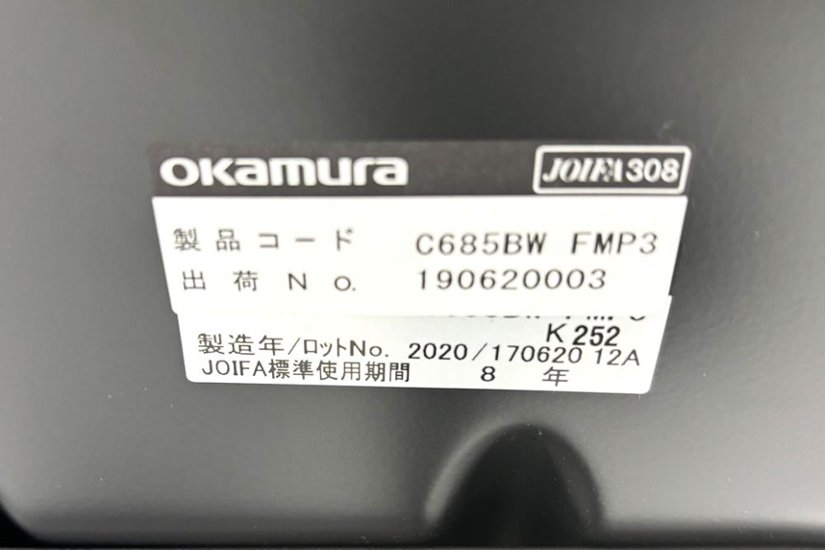 okamura JOIFA308
製品コード C685BW FMP3
出荷No. 190620003
K252
製造年/ロットNo. 2020/170620 12A
JOIFA標準使用期間 8 年